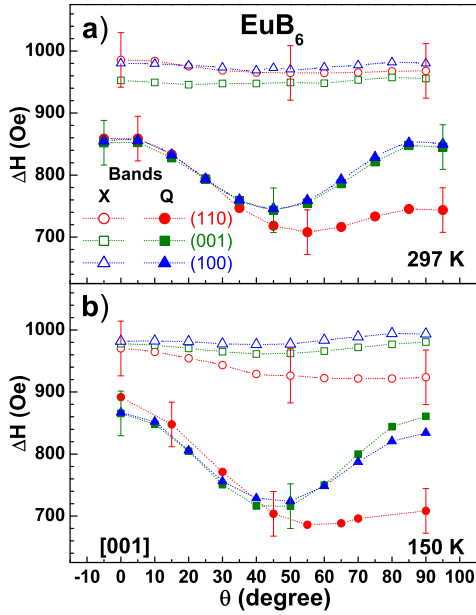 EuB6
a)
1000
900
800
700
ΔH (Oe)
Bands
X Q
(110)
(001)
(100)
297 K
b)
1000
900
800
700
ΔH (Oe)
[001]
150 K
-10 0 10 20 30 40 50 60 70 80 90
θ (degree)